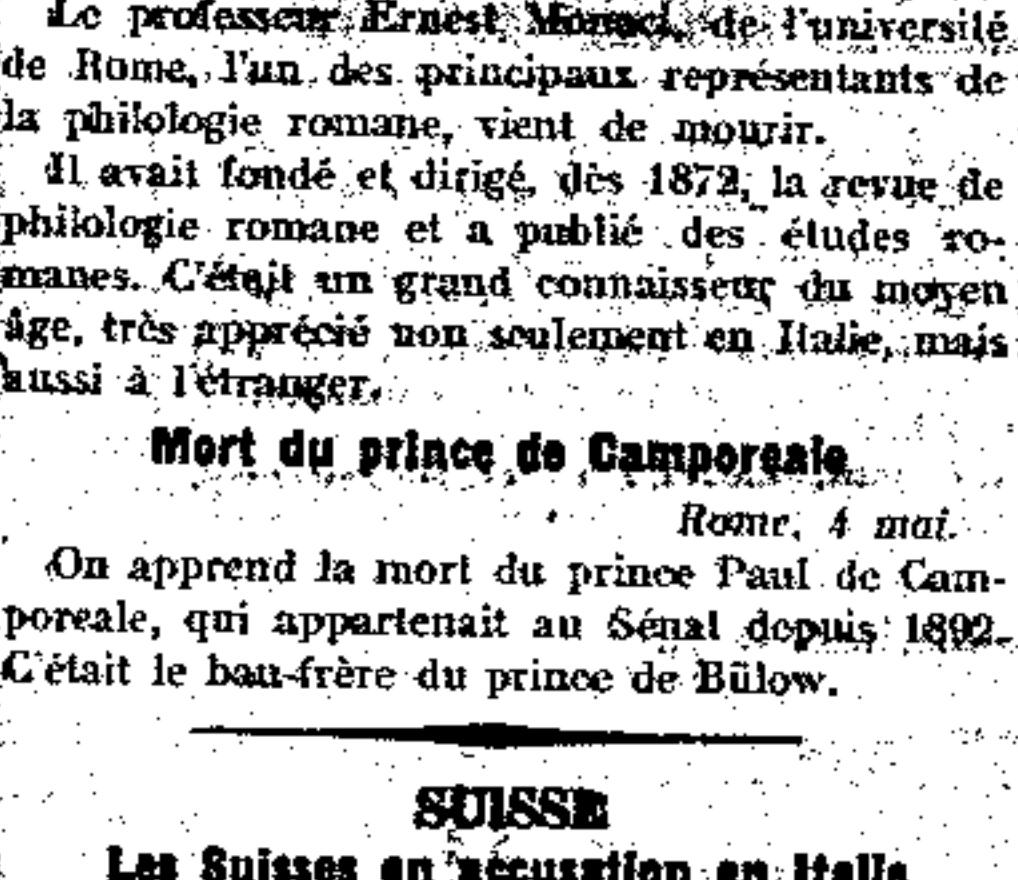 Le professeur Ernest Monaci, de l'université
de Rome, l'un des principaux représentants de
la philologie romane, vient de mourir.
Il avait fondé et dirigé, dès 1872, la revue de
philologie romane et a publié des études ro-
manes. C'était un grand connaisseur du moyen
âge, très apprécié non seulement en Italie, mais
aussi à l'étranger.
Mort du prince de Camporeale
Rome, 4 mai.
On apprend la mort du prince Paul de Cam-
poreale, qui appartenait au Sénat depuis 1892.
C'était le bau-frère du prince de Bülow.
SUISSE
Les Suisses en accusation en Italie